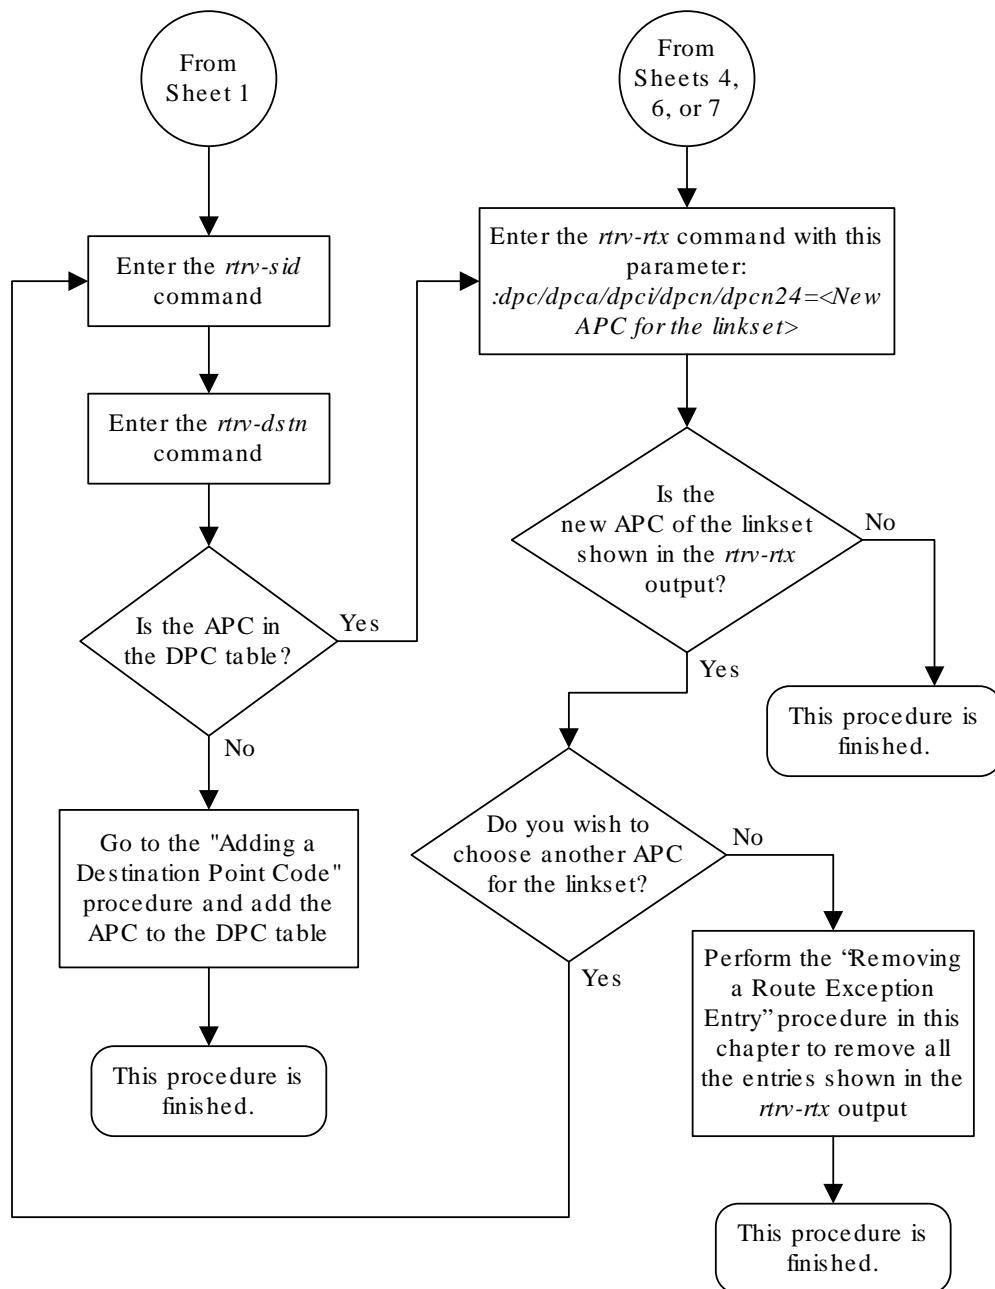 From
Sheet 1
Enter the rtrv-sid
command
Enter the rtrv-dstn
command
Is the APC in
the DPC table?
Yes
No
Go to the "Adding a
Destination Point Code"
procedure and add the
APC to the DPC table
This procedure is
finished.
From
Sheets 4,
6, or 7
Enter the rtrv-rtx command with this
parameter:
:dpc/dpca/dpci/dpcn/dpcn24=<New
APC for the linkset>
Is the
new APC of the linkset
shown in the rtrv-rtx
output?
No
Yes
This procedure is
finished.
Do you wish to
choose another APC
for the linkset?
No
Yes
Perform the “Removing
a Route Exception
Entry” procedure in this
chapter to remove all
the entries shown in the
rtrv-rtx output
This procedure is
finished.